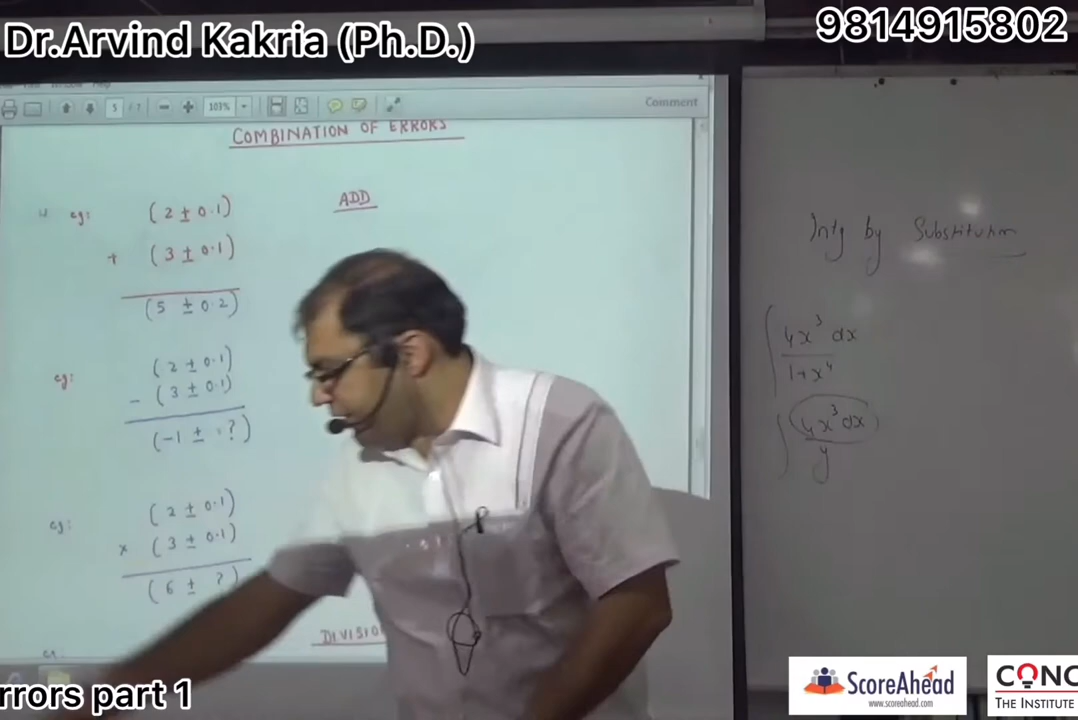 Dr.Arvind Kakria (Ph.D.)
9814915802
5
103%
Comment
COMBINATION OF ERRORS
eg:
(2 ± 0.1)
+ (3 ± 0.1)
(5 ± 0.2)
ADD
eg:
(2 ± 0.1)
- (3 ± 0.1)
(-1 ± ?)
eg:
(2 ± 0.1)
× (3 ± 0.1)
(6 ± ?)
DIVISIO
Intg by Substitution
∫ 4x³ dx
1+x⁴
∫ 4x³ dx
y
rrors part 1
ScoreAhead
www.scoreahead.com
CONC
THE INSTITUTE